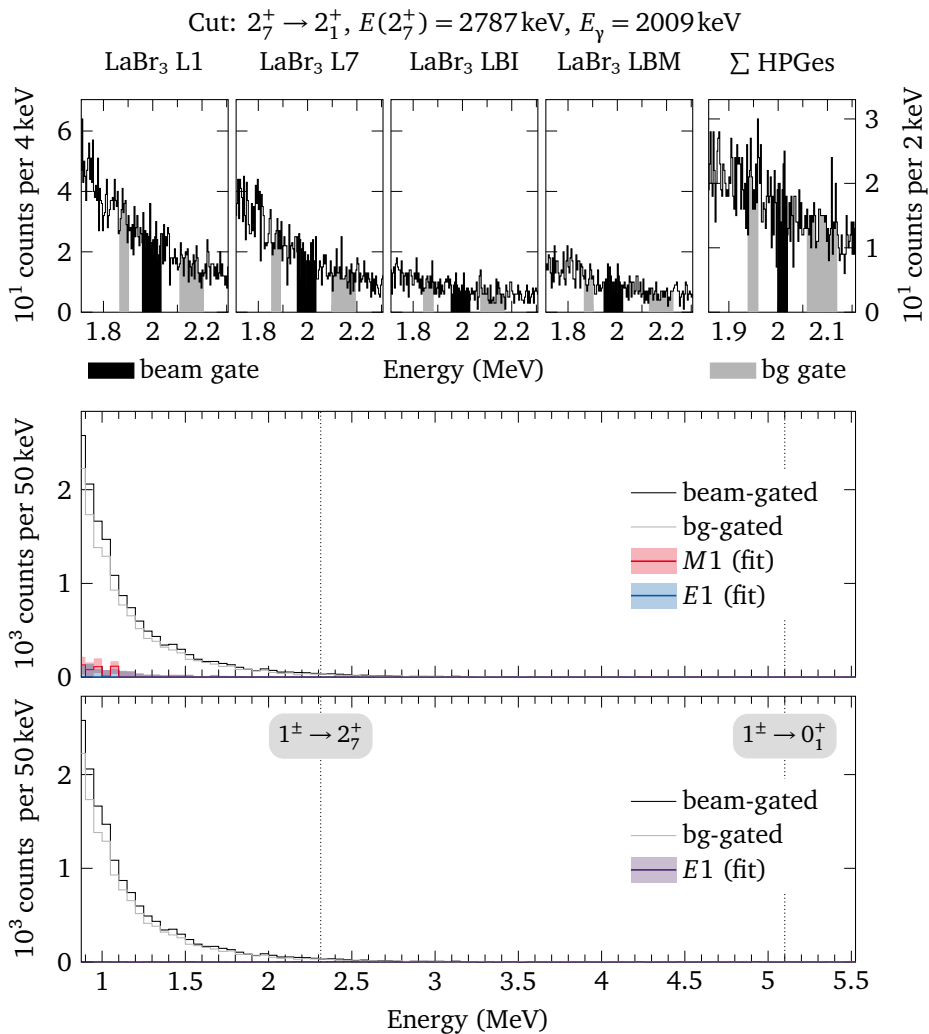 Cut: 2₇⁺ → 2₁⁺, E(2₇⁺) = 2787 keV, Eγ = 2009 keV
LaBr₃ L1 LaBr₃ L7 LaBr₃ LBI LaBr₃ LBM ∑ HPGes
10¹ counts per 4 keV
6
4
2
0
3
2
1
0
10¹ counts per 2 keV
1.8 2 2.2 1.8 2 2.2 1.8 2 2.2 1.8 2 2.2 1.9 2 2.1
beam gate Energy (MeV) bg gate
10³ counts per 50 keV
2
1
0
beam-gated
bg-gated
M1 (fit)
E1 (fit)
10³ counts per 50 keV
2
1
0
1± → 2₇⁺ 1± → 0₁⁺
beam-gated
bg-gated
E1 (fit)
1 1.5 2 2.5 3 3.5 4 4.5 5 5.5
Energy (MeV)